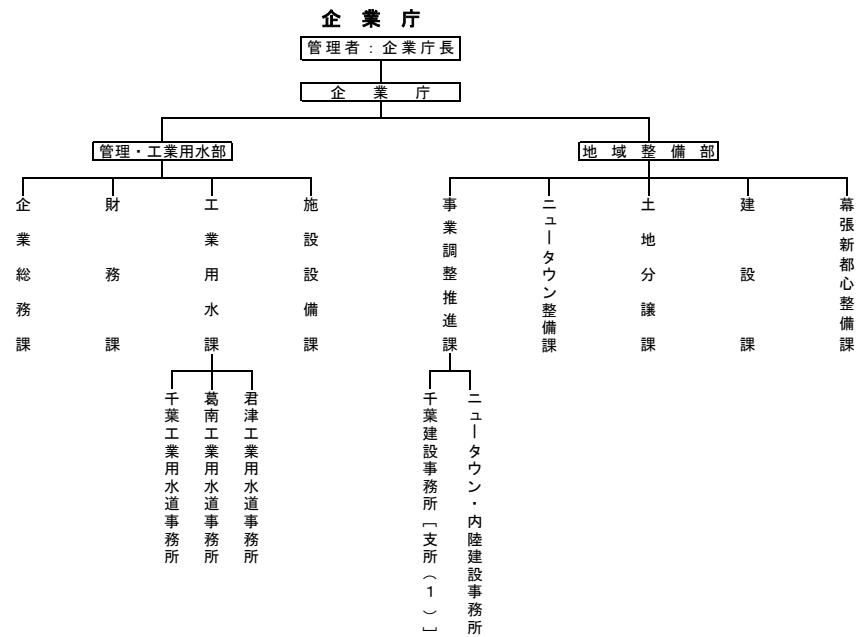 企業庁
管理者：企業庁長
企業庁
管理・工業用水部
地域整備部
企業総務課
財務課
工業用水課
施設設備課
事業調整推進課
ニュータウン整備課
土地分譲課
建設課
幕張新都心整備課
千葉工業用水道事務所
葛南工業用水道事務所
君津工業用水道事務所
千葉建設事務所［支所（１）］
ニュータウン・内陸建設事務所